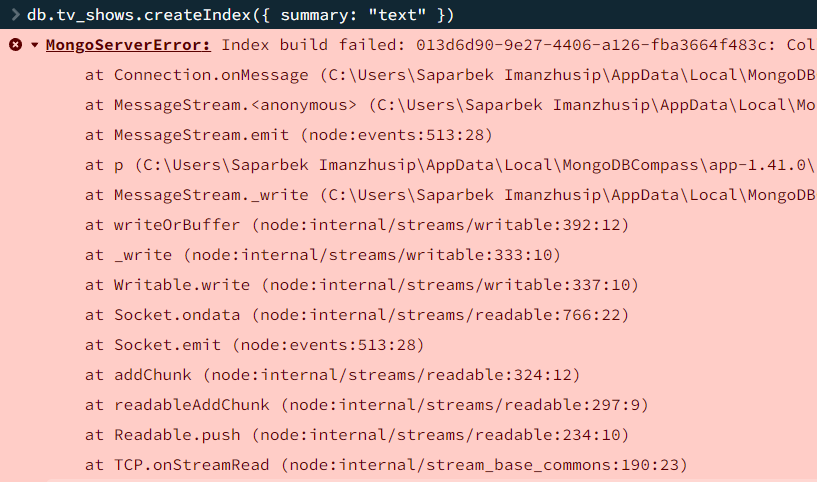 db.tv_shows.createIndex({ summary: "text" })
MongoServerError: Index build failed: 013d6d90-9e27-4406-a126-fba3664f483c: Col
at Connection.onMessage (C:\Users\Saparbek Imanzhusip\AppData\Local\MongoDB
at MessageStream.<anonymous> (C:\Users\Saparbek Imanzhusip\AppData\Local\Mo
at MessageStream.emit (node:events:513:28)
at p (C:\Users\Saparbek Imanzhusip\AppData\Local\MongoDBCompass\app-1.41.0\
at MessageStream._write (C:\Users\Saparbek Imanzhusip\AppData\Local\MongoDB
at writeOrBuffer (node:internal/streams/writable:392:12)
at _write (node:internal/streams/writable:333:10)
at Writable.write (node:internal/streams/writable:337:10)
at Socket.ondata (node:internal/streams/readable:766:22)
at Socket.emit (node:events:513:28)
at addChunk (node:internal/streams/readable:324:12)
at readableAddChunk (node:internal/streams/readable:297:9)
at Readable.push (node:internal/streams/readable:234:10)
at TCP.onStreamRead (node:internal/stream_base_commons:190:23)